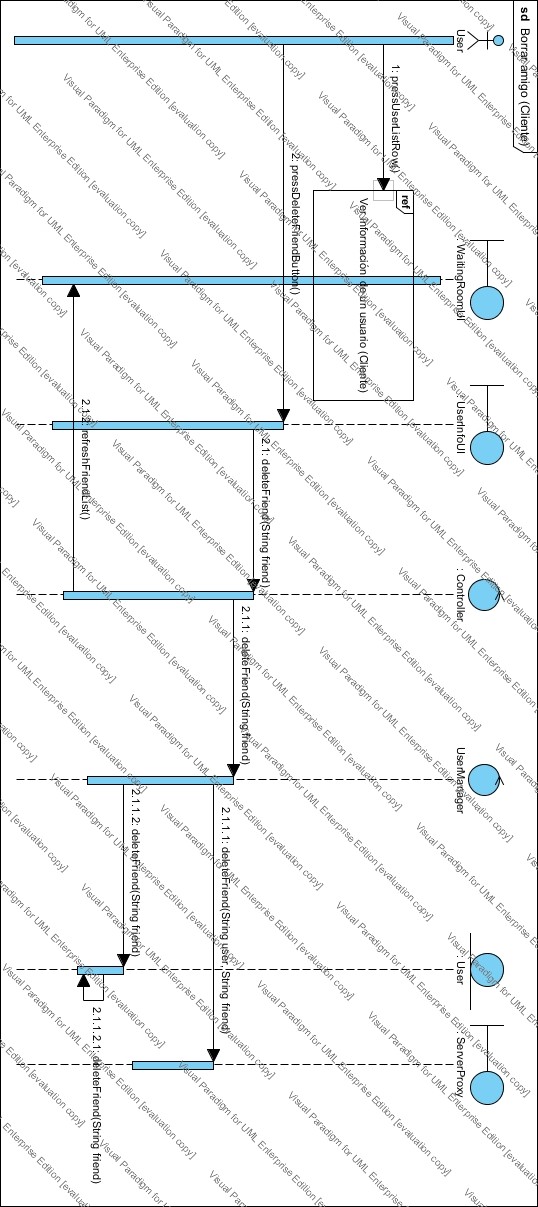 sd Borrar amigo (Cliente)
User
WaitingRoomUI
UserInfoUI
: Controller
UserManager
: User
: ServerProxy
1: pressUserListRow()
ref
Ver informacion de un usuario (Cliente)
2: pressDeleteFriendButton()
2.1: deleteFriend(String friend)
2.1.1: deleteFriend(String friend)
2.1.1.1: deleteFriend(String user, String friend)
2.1.1.2: deleteFriend(String friend)
2.1.1.2.1: deleteFriend(String friend)
2.1.2: refreshFriendList()
Visual Paradigm for UML Enterprise Edition [evaluation copy]